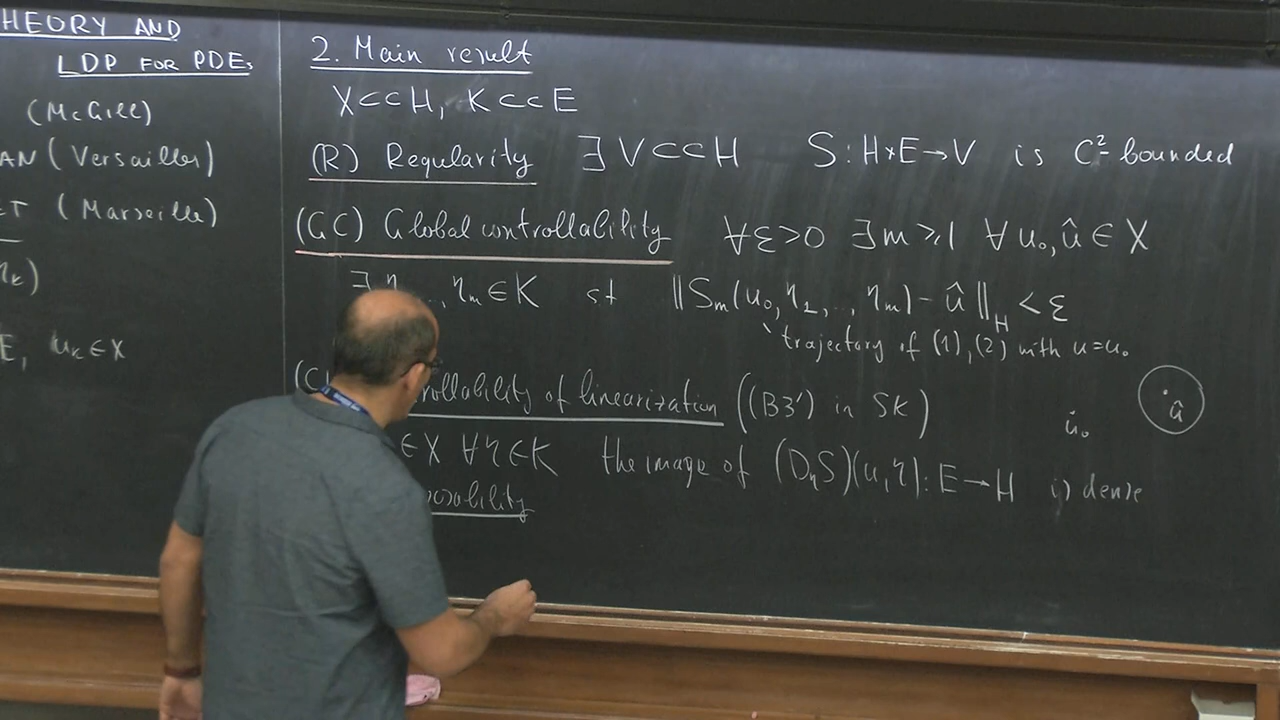 HEORY AND
LDP FOR PDEs
(McGill)
AN (Versailles)
ET (Marseille)
E, u_k ∈ X
2. Main result
X ⊂⊂ H, K ⊂⊂ E
(R) Regularity ∃ V ⊂⊂ H S : H × E → V is C²-bounded
(GC) Global controllability ∀ε>0 ∃m ⩾ 1 ∀u₀, û ∈ X
∃ η ..., η_m ∈ K st ‖S_m(u₀, η₁, .., η_m) - û‖_H < ε
trajectory of (1), (2) with u = u₀
rollability of linearization ((B3') in SK)
u₀ û
∈ X ∀η ∈ K the image of (D_η S)(u, η) : E → H is dense
osability